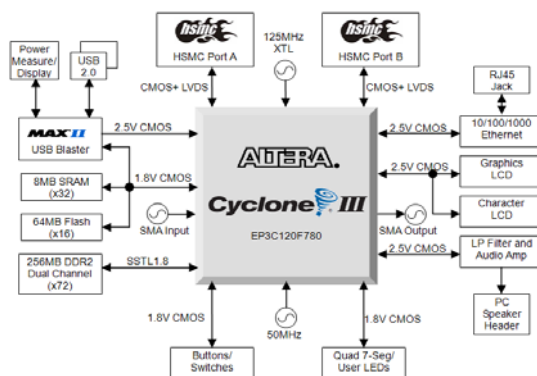 hsmc
HSMC Port A
125MHz
XTL
hsmc
HSMC Port B
Power
Measure/
Display
USB
2.0
CMOS+ LVDS
CMOS+ LVDS
RJ45
Jack
MAX II
USB Blaster
2.5V CMOS
2.5V CMOS
10/100/1000
Ethernet
ALTERA.
Cyclone III
EP3C120F780
8MB SRAM
(x32)
1.8V CMOS
2.5V CMOS
Graphics
LCD
64MB Flash
(x16)
SMA Input
SMA Output
Character
LCD
256MB DDR2
Dual Channel
(x72)
SSTL1.8
2.5V CMOS
LP Filter and
Audio Amp
1.8V CMOS
50MHz
1.8V CMOS
PC
Speaker
Header
Buttons/
Switches
Quad 7-Seg/
User LEDs